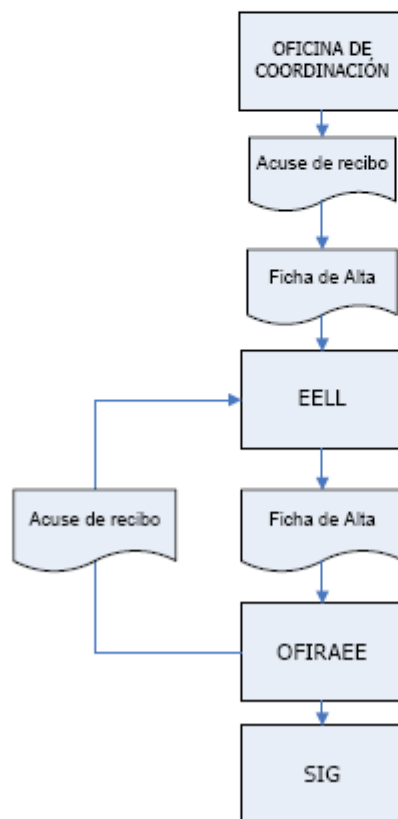 OFICINA DE
COORDINACIÓN
Acuse de recibo
Ficha de Alta
EELL
Acuse de recibo
Ficha de Alta
OFIRAEE
SIG